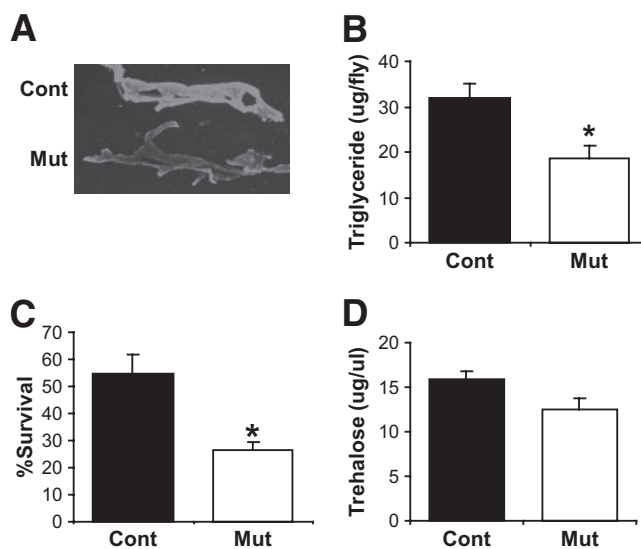 A
Cont
Mut
B
Triglyceride (ug/fly)
40
30
20
10
0
*
Cont
Mut
C
%Survival
70
60
50
40
30
20
10
0
*
Cont
Mut
D
Trehalose (ug/ul)
20
15
10
5
0
Cont
Mut